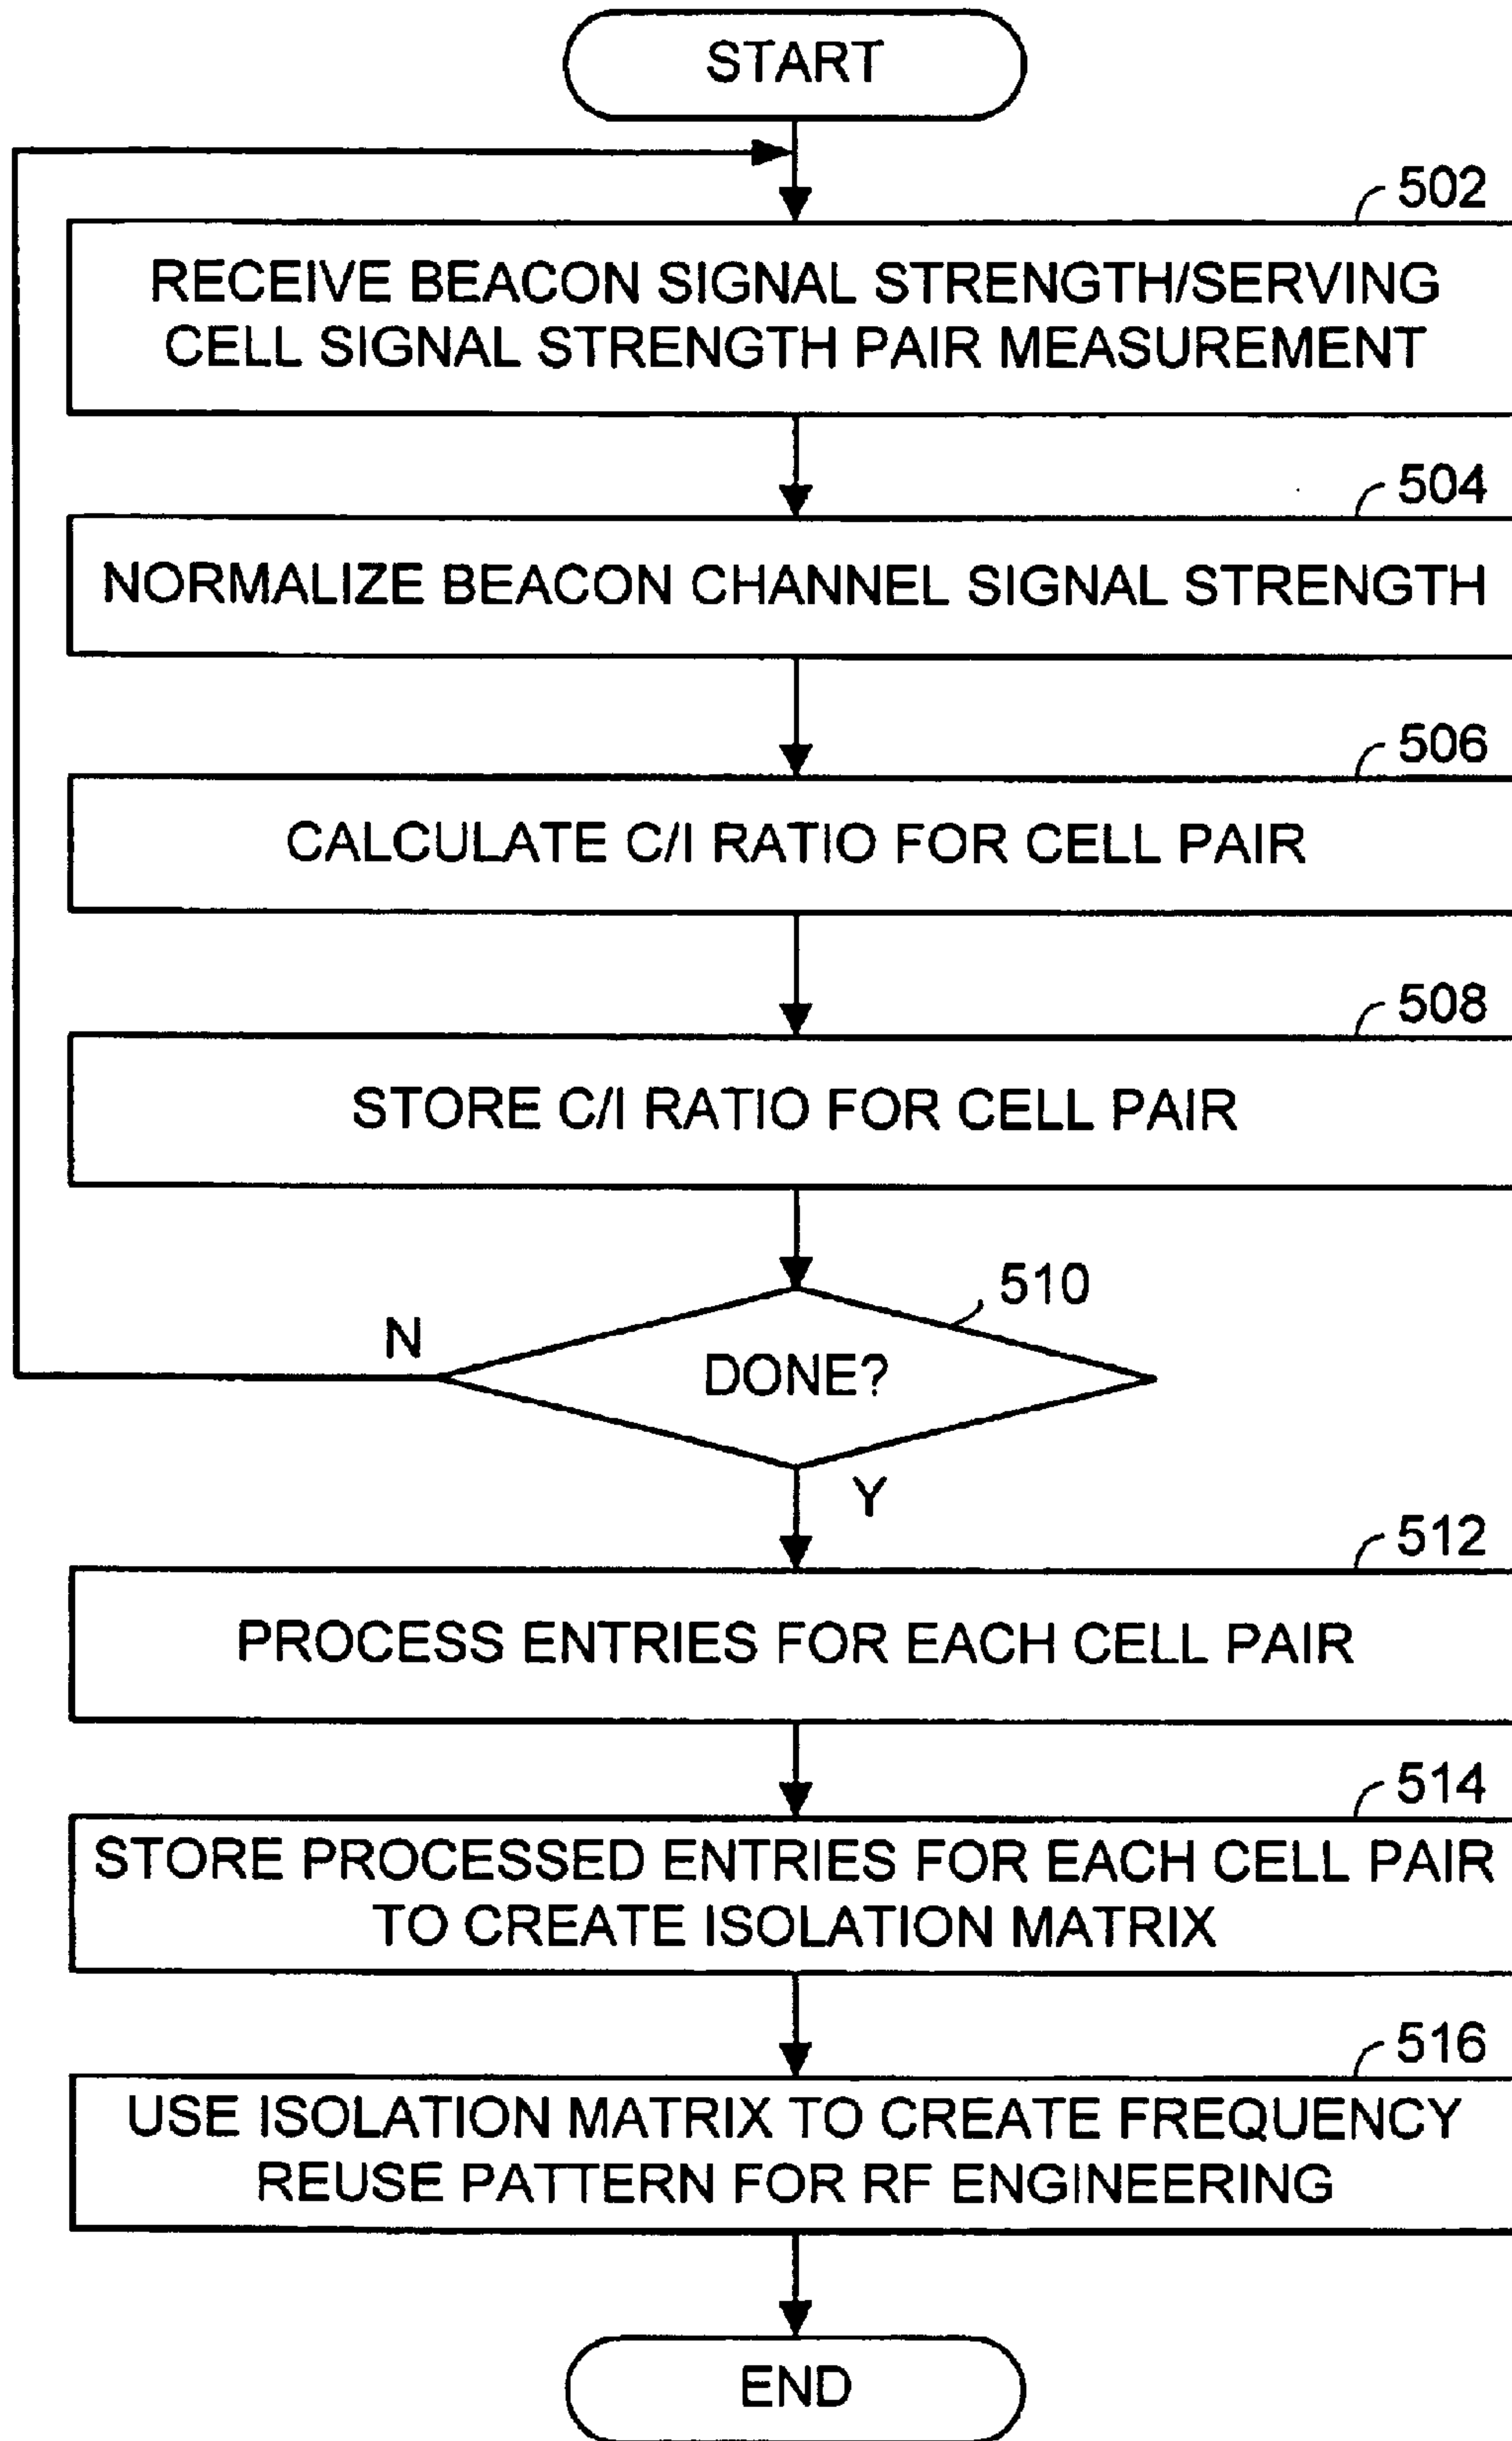 START
502
RECEIVE BEACON SIGNAL STRENGTH/SERVING
CELL SIGNAL STRENGTH PAIR MEASUREMENT
504
NORMALIZE BEACON CHANNEL SIGNAL STRENGTH
506
CALCULATE C/I RATIO FOR CELL PAIR
508
STORE C/I RATIO FOR CELL PAIR
510
N
DONE?
Y
512
PROCESS ENTRIES FOR EACH CELL PAIR
514
STORE PROCESSED ENTRIES FOR EACH CELL PAIR
TO CREATE ISOLATION MATRIX
516
USE ISOLATION MATRIX TO CREATE FREQUENCY
REUSE PATTERN FOR RF ENGINEERING
END